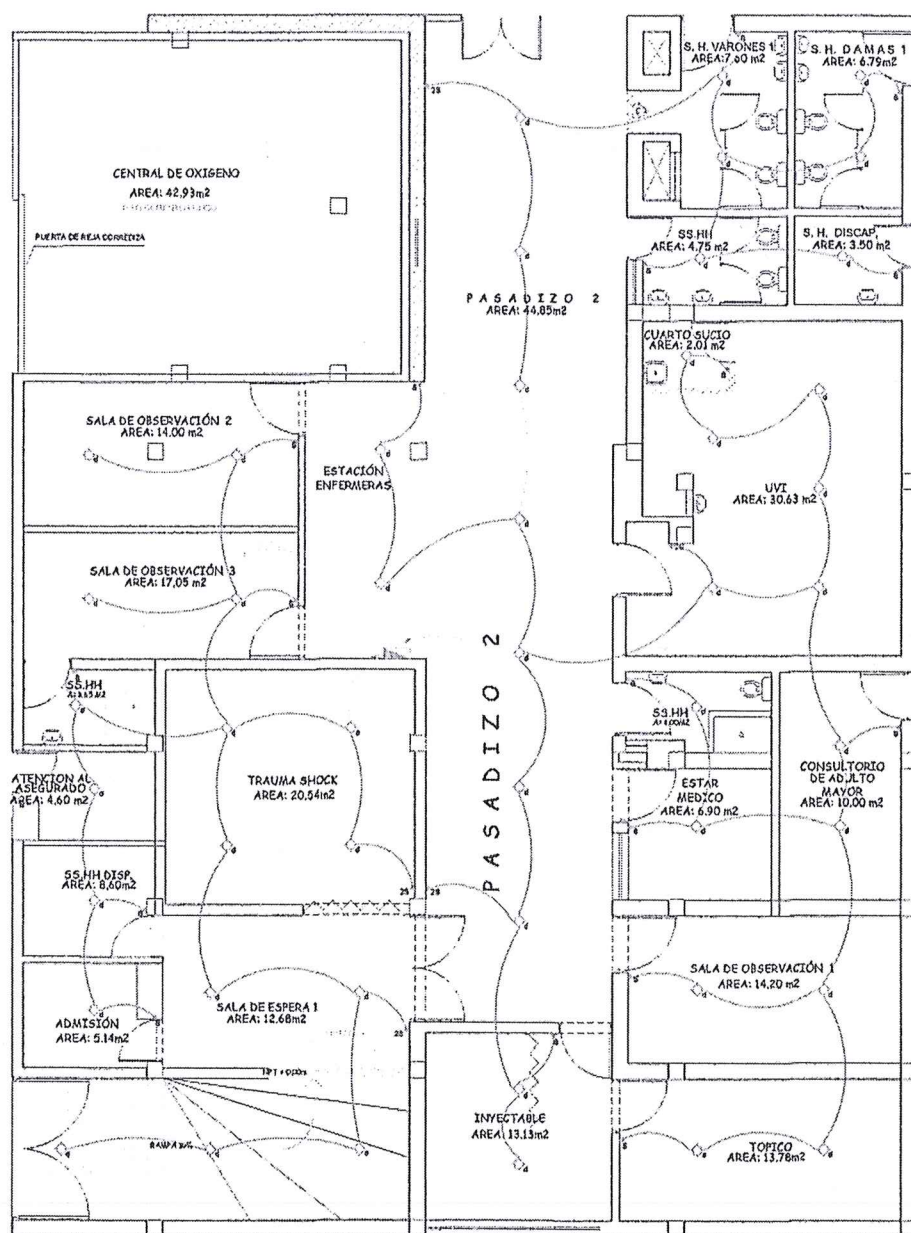 S. H. VARONES 1
AREA: 7.60 m2
S. H. DAMAS 1
AREA: 6.79m2
2S
CENTRAL DE OXIGENO
AREA: 42.93m2
PUERTA DE REJA CORREDIZA
SS.HH
AREA: 4.75 m2
S. H. DISCAP.
AREA: 3.50 m2
PASADIZO 2
AREA: 44.85m2
CUARTO SUCIO
AREA: 2.01 m2
SALA DE OBSERVACIÓN 2
AREA: 14.00 m2
ESTACIÓN
ENFERMERAS
UVI
AREA: 30.63 m2
SALA DE OBSERVACIÓN 3
AREA: 17.05 m2
PASADIZO 2
SS.HH
SS.HH
ATENCION AL
ASEGURADO
AREA: 4.60 m2
TRAUMA SHOCK
AREA: 20.54m2
ESTAR
MEDICO
AREA: 6.90 m2
CONSULTORIO
DE ADULTO
MAYOR
AREA: 10.00 m2
SS.HH DISP.
AREA: 8.60m2
2S
2S
SALA DE OBSERVACIÓN 1
AREA: 14.20 m2
SALA DE ESPERA 1
AREA: 12.68m2
2S
ADMISIÓN
AREA: 5.14m2
INYECTABLE
AREA: 13.13m2
TOPICO
AREA: 13.78m2